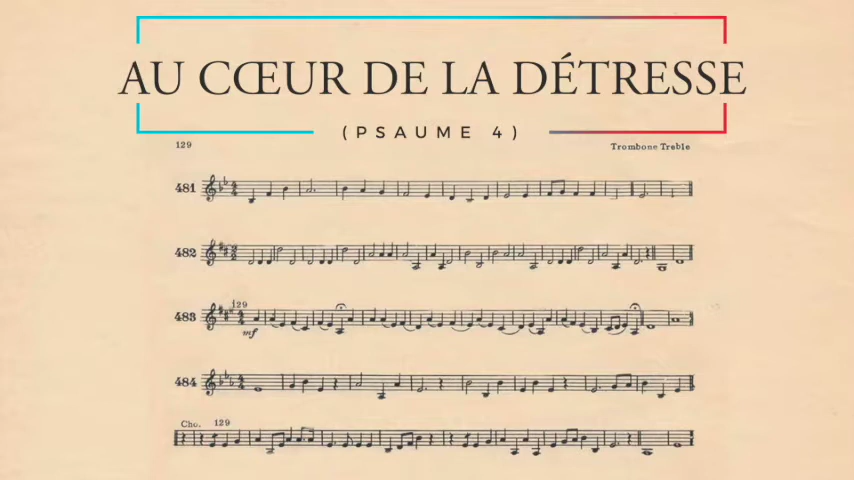 AU CŒUR DE LA DÉTRESSE
(PSAUME 4)
129
Trombone Treble
481
482
129
483
mf
484
Cho. 129